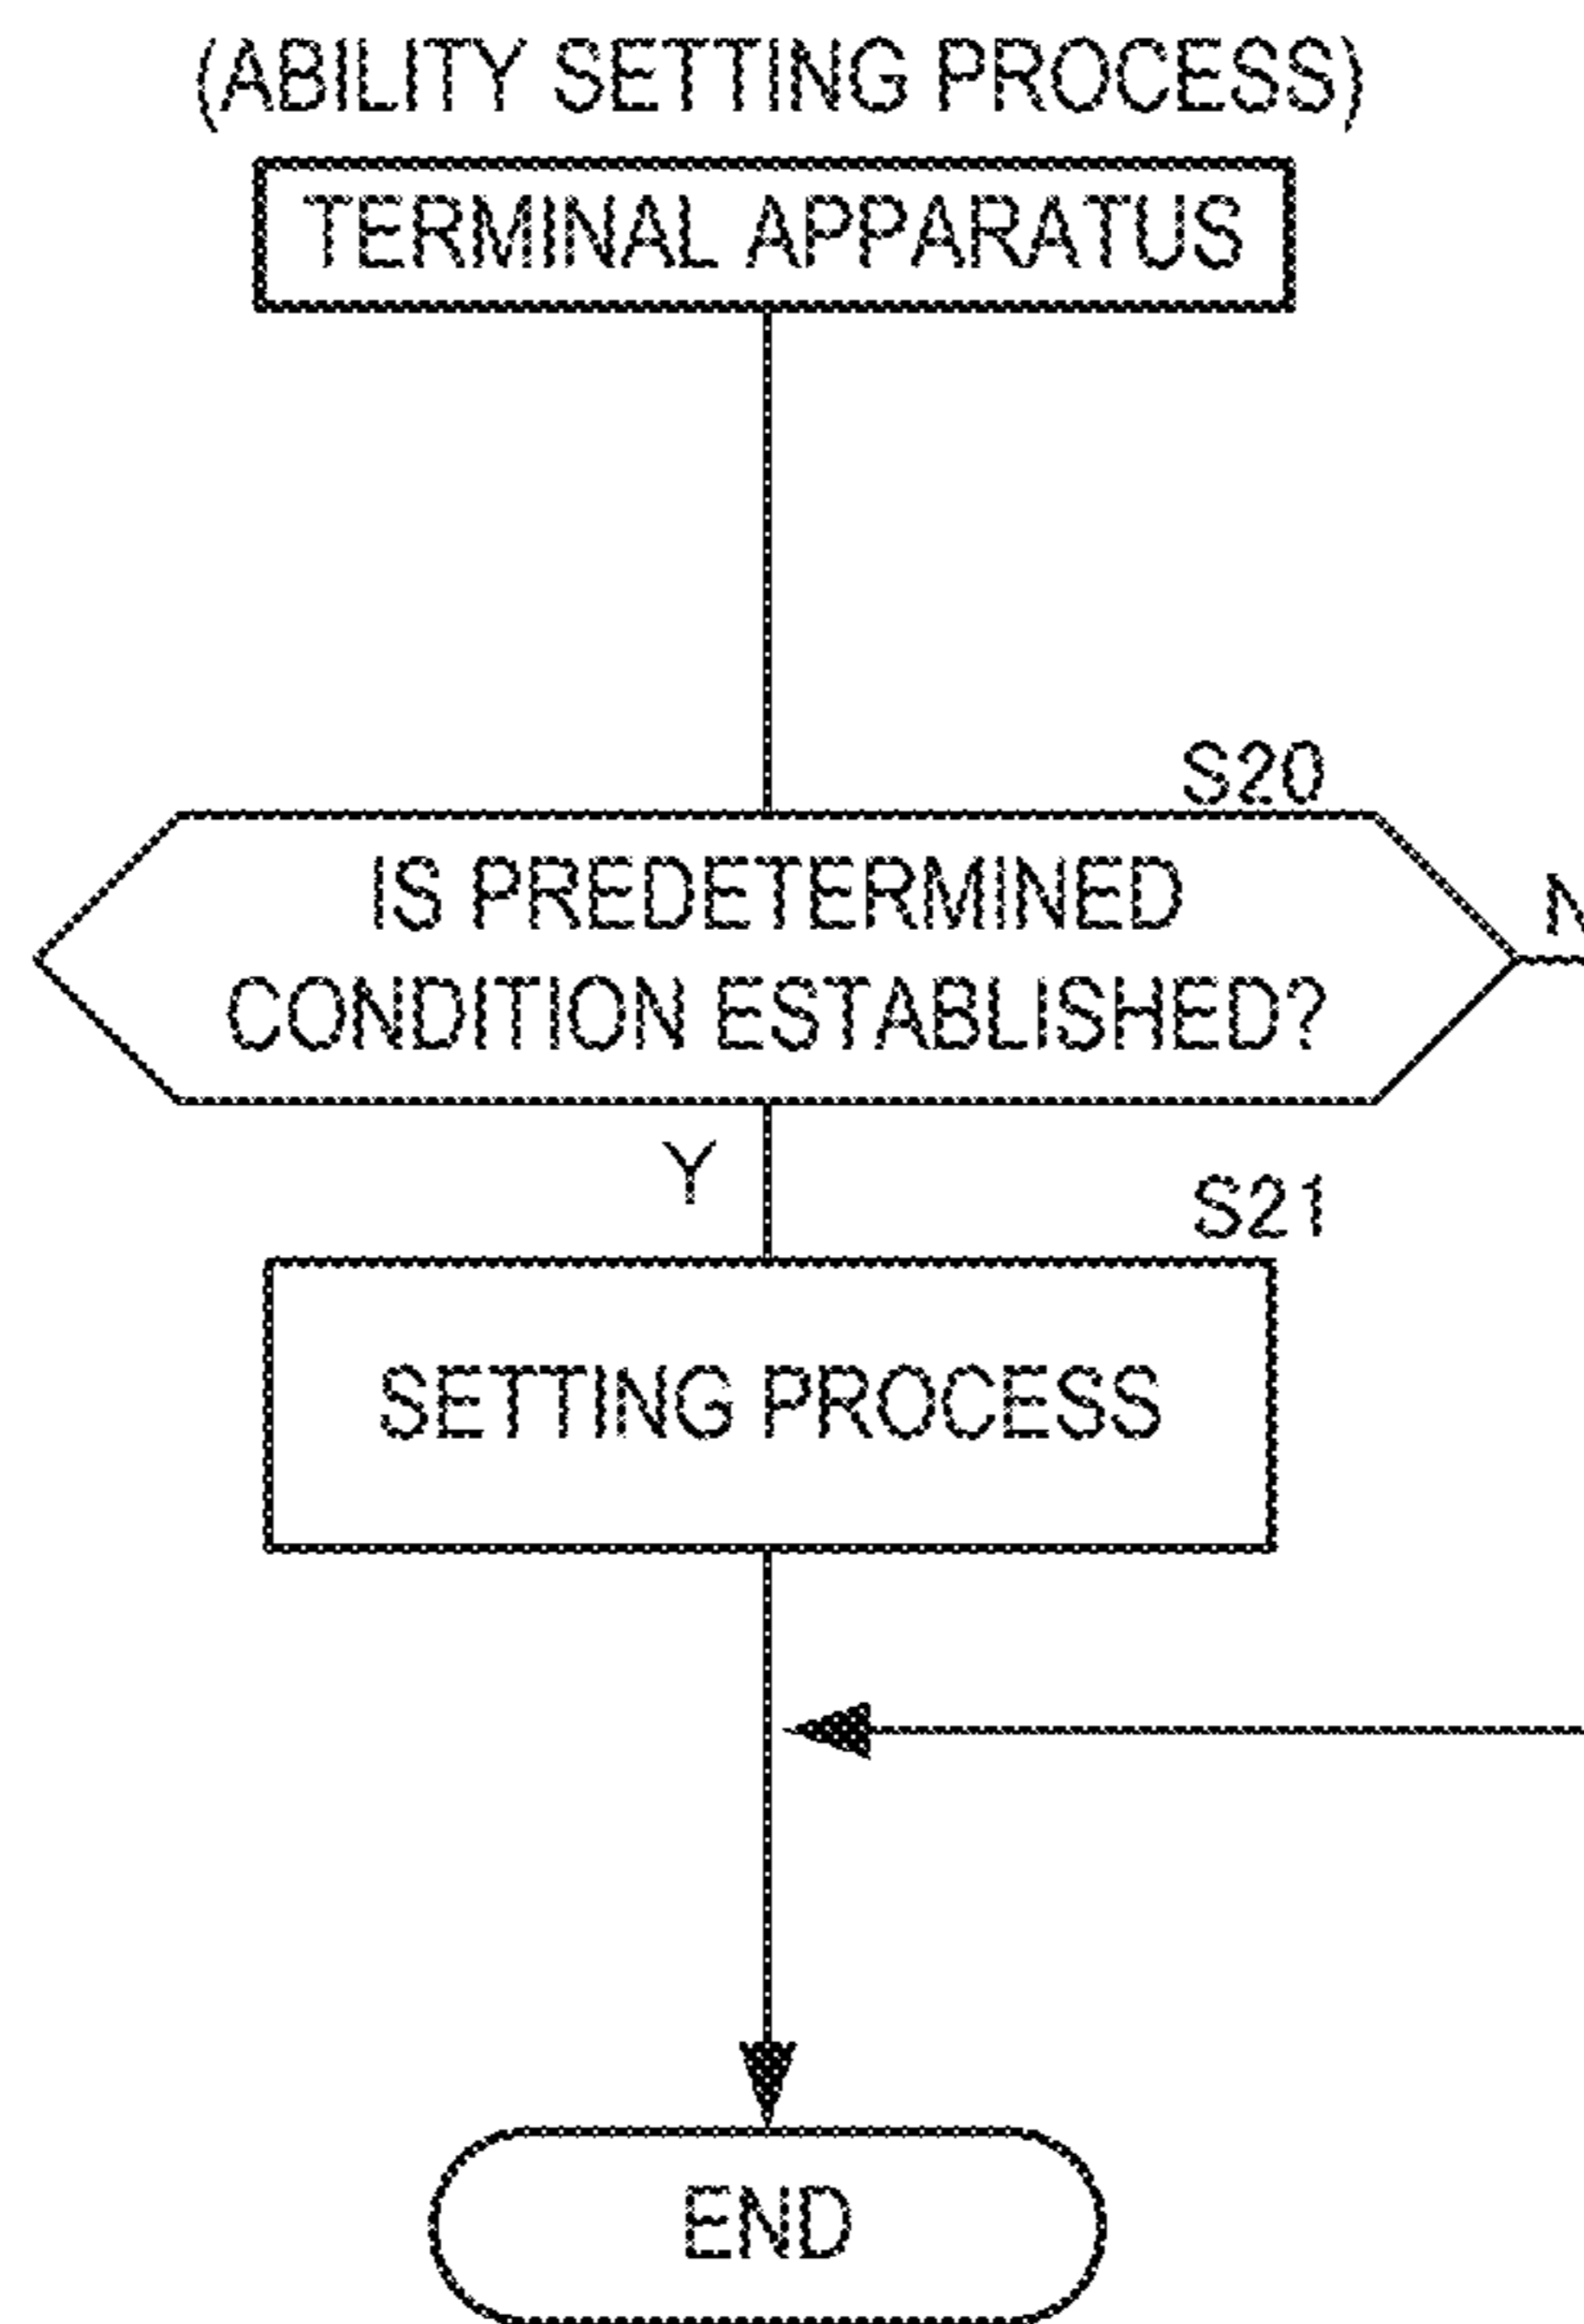 (ABILITY SETTING PROCESS)
TERMINAL APPARATUS
S20
IS PREDETERMINED
CONDITION ESTABLISHED?
N
Y
S21
SETTING PROCESS
END